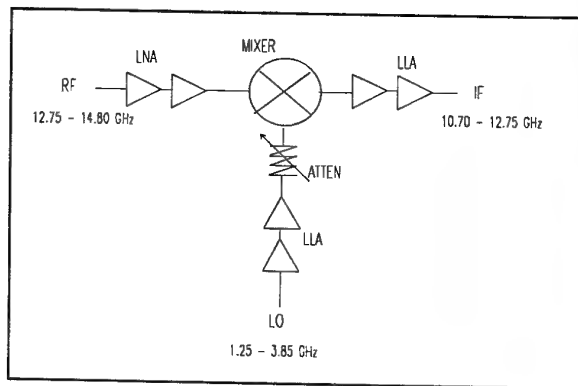 MIXER
LNA
LLA
RF
IF
12.75 - 14.80 GHz
10.70 - 12.75 GHz
ATTEN
LLA
LO
1.25 - 3.85 GHz